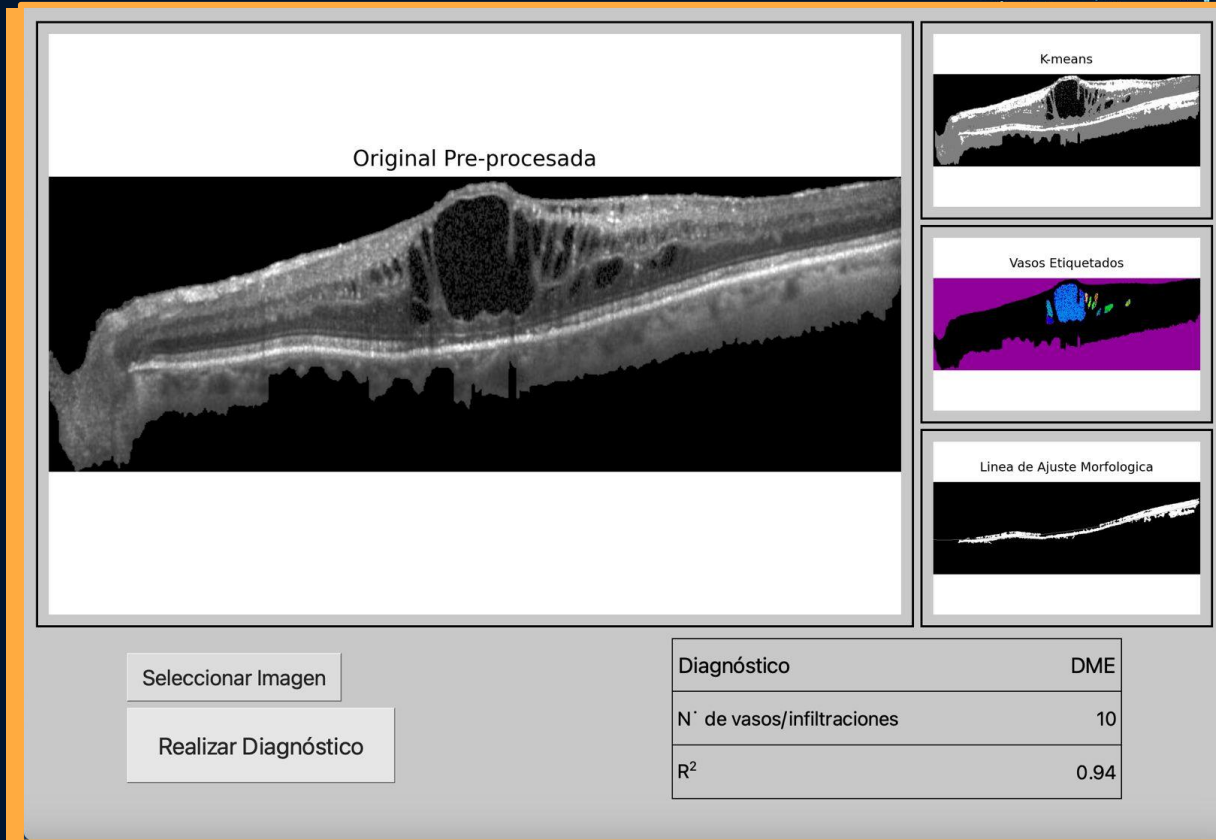 Original Pre-procesada
K-means
Vasos Etiquetados
Linea de Ajuste Morfologica
Seleccionar Imagen
Realizar Diagnóstico
Diagnóstico DME
N˙ de vasos/infiltraciones 10
R² 0.94